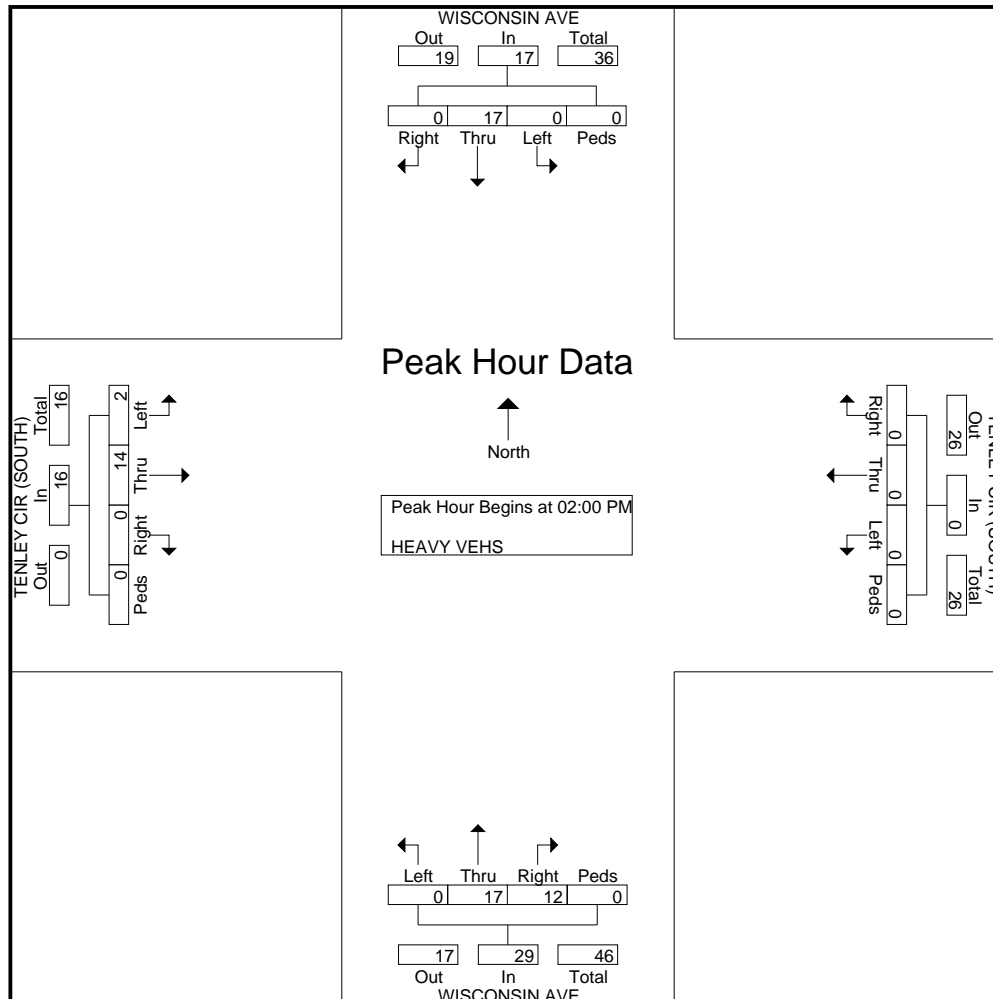 WISCONSIN AVE
Out In Total
19 17 36
0 17 0 0
Right Thru Left Peds
Peak Hour Data
North
Peak Hour Begins at 02:00 PM
HEAVY VEHS
TENLEY CIR (SOUTH)
Out In Total
0 16 16
2 14 0 0
Left Thru Right Peds
CIR (SOUTH)
Out In Total
26 0 26
0 0 0 0
Right Thru Left Peds
Left Thru Right Peds
0 17 12 0
17 29 46
Out In Total
WISCONSIN AVE